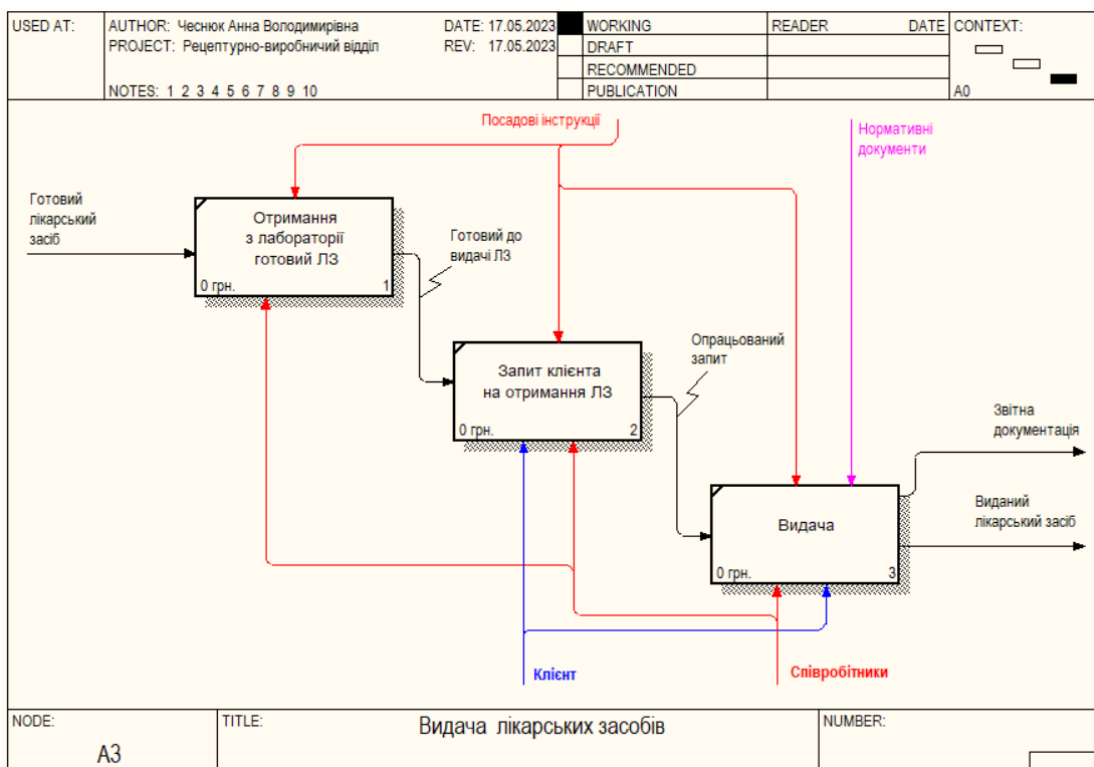 USED AT:
AUTHOR: Чеснюк Анна Володимирівна
DATE: 17.05.2023
PROJECT: Рецептурно-виробничий відділ
REV: 17.05.2023
NOTES: 1 2 3 4 5 6 7 8 9 10
WORKING
DRAFT
RECOMMENDED
PUBLICATION
READER
DATE
CONTEXT:
A0
Посадові інструкції
Нормативні
документи
Готовий
лікарський
засіб
Отримання
з лабораторії
готовий ЛЗ
0 грн.
1
Готовий до
видачі ЛЗ
Запит клієнта
на отримання ЛЗ
0 грн.
2
Опрацьований
запит
Видача
0 грн.
3
Звітна
документація
Виданий
лікарський засіб
Клієнт
Співробітники
NODE:
A3
TITLE:
Видача лікарських засобів
NUMBER: